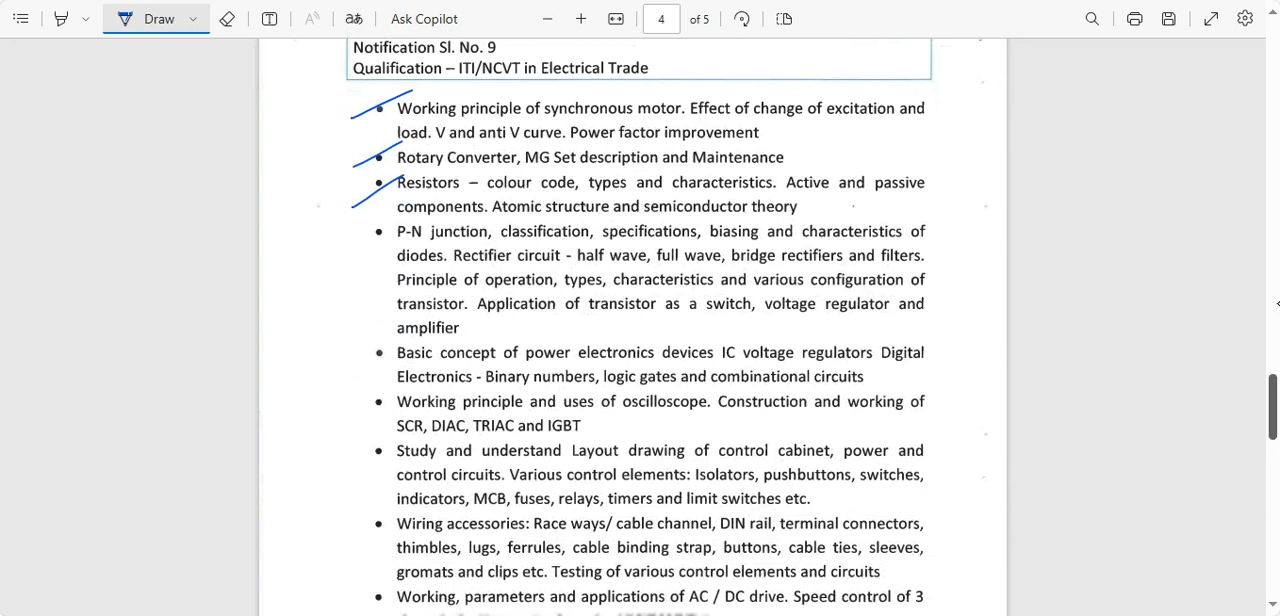 Draw
Ask Copilot
4
of 5
Notification Sl. No. 9
Qualification – ITI/NCVT in Electrical Trade
• Working principle of synchronous motor. Effect of change of excitation and
load. V and anti V curve. Power factor improvement
• Rotary Converter, MG Set description and Maintenance
• Resistors – colour code, types and characteristics. Active and passive
components. Atomic structure and semiconductor theory
• P-N junction, classification, specifications, biasing and characteristics of
diodes. Rectifier circuit - half wave, full wave, bridge rectifiers and filters.
Principle of operation, types, characteristics and various configuration of
transistor. Application of transistor as a switch, voltage regulator and
amplifier
• Basic concept of power electronics devices IC voltage regulators Digital
Electronics - Binary numbers, logic gates and combinational circuits
• Working principle and uses of oscilloscope. Construction and working of
SCR, DIAC, TRIAC and IGBT
• Study and understand Layout drawing of control cabinet, power and
control circuits. Various control elements: Isolators, pushbuttons, switches,
indicators, MCB, fuses, relays, timers and limit switches etc.
• Wiring accessories: Race ways/ cable channel, DIN rail, terminal connectors,
thimbles, lugs, ferrules, cable binding strap, buttons, cable ties, sleeves,
gromats and clips etc. Testing of various control elements and circuits
• Working, parameters and applications of AC / DC drive. Speed control of 3